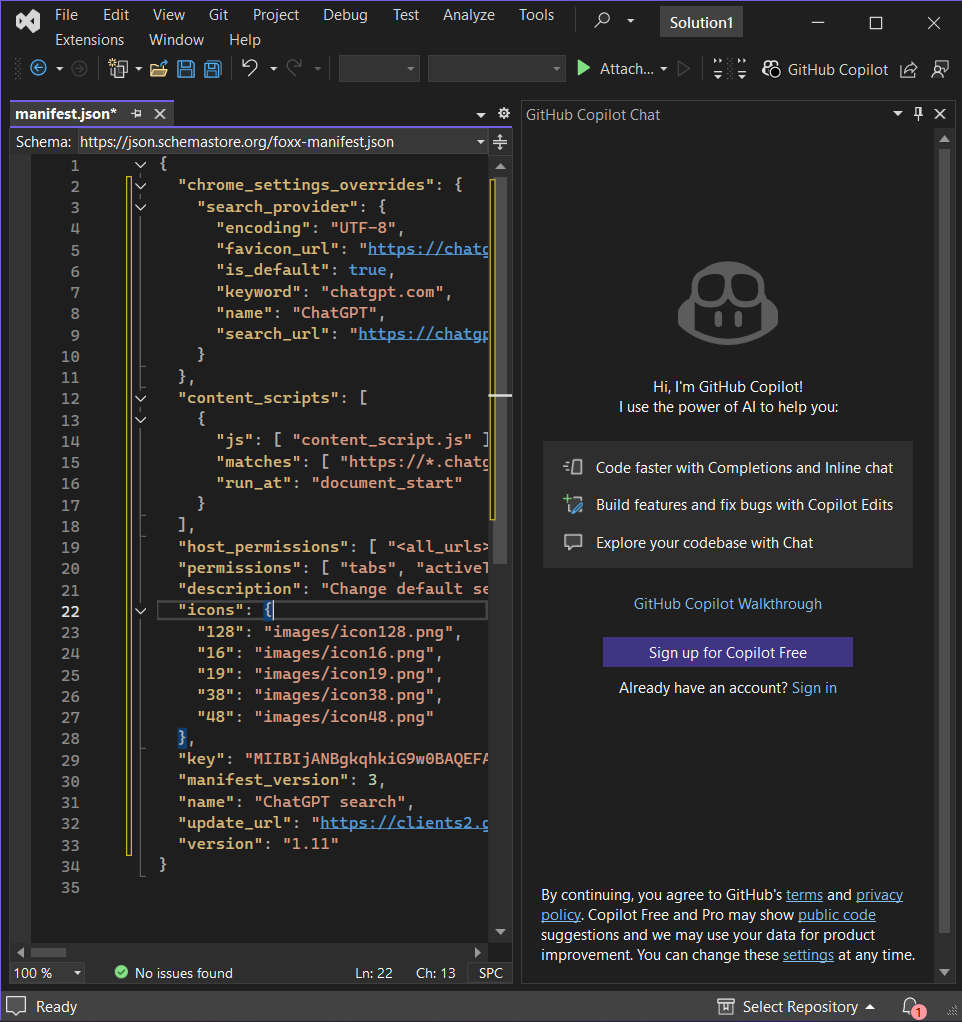 File Edit View Git Project Debug Test Analyze Tools Solution1
Extensions Window Help
Attach... GitHub Copilot
manifest.json*
Schema: https://json.schemastore.org/foxx-manifest.json
1 {
2 "chrome_settings_overrides": {
3 "search_provider": {
4 "encoding": "UTF-8",
5 "favicon_url": "https://chatg
6 "is_default": true,
7 "keyword": "chatgpt.com",
8 "name": "ChatGPT",
9 "search_url": "https://chatgp
10 }
11 },
12 "content_scripts": [
13 {
14 "js": [ "content_script.js" ]
15 "matches": [ "https://*.chatg
16 "run_at": "document_start"
17 }
18 ],
19 "host_permissions": [ "<all_urls>
20 "permissions": [ "tabs", "activeT
21 "description": "Change default se
22 "icons": {
23 "128": "images/icon128.png",
24 "16": "images/icon16.png",
25 "19": "images/icon19.png",
26 "38": "images/icon38.png",
27 "48": "images/icon48.png"
28 },
29 "key": "MIIBIjANBgkqhkiG9w0BAQEFA
30 "manifest_version": 3,
31 "name": "ChatGPT search",
32 "update_url": "https://clients2.g
33 "version": "1.11"
34 }
35
100 % No issues found Ln: 22 Ch: 13 SPC
GitHub Copilot Chat
Hi, I'm GitHub Copilot!
I use the power of AI to help you:
Code faster with Completions and Inline chat
Build features and fix bugs with Copilot Edits
Explore your codebase with Chat
GitHub Copilot Walkthrough
Sign up for Copilot Free
Already have an account? Sign in
By continuing, you agree to GitHub's terms and privacy
policy. Copilot Free and Pro may show public code
suggestions and we may use your data for product
improvement. You can change these settings at any time.
Ready Select Repository 1